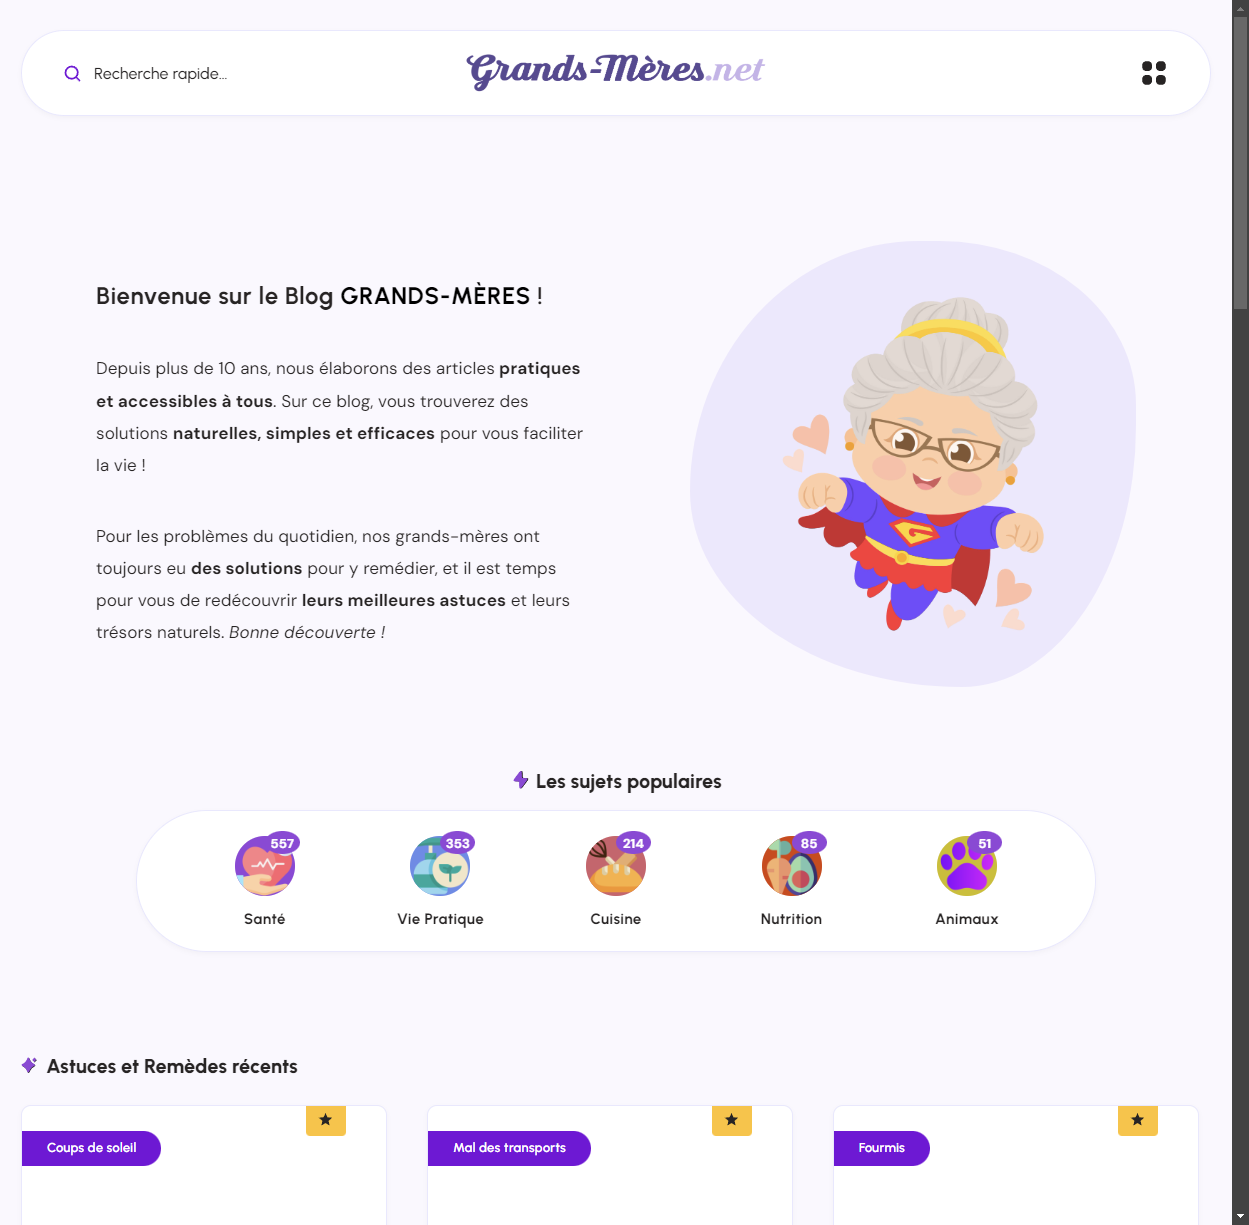 Recherche rapide...
Grands-Mères.net
Bienvenue sur le Blog GRANDS-MÈRES !
Depuis plus de 10 ans, nous élaborons des articles pratiques
et accessibles à tous. Sur ce blog, vous trouverez des
solutions naturelles, simples et efficaces pour vous faciliter
la vie !
Pour les problèmes du quotidien, nos grands-mères ont
toujours eu des solutions pour y remédier, et il est temps
pour vous de redécouvrir leurs meilleures astuces et leurs
trésors naturels. Bonne découverte !
G
Les sujets populaires
557
353
214
85
51
Santé
Vie Pratique
Cuisine
Nutrition
Animaux
Astuces et Remèdes récents
Coups de soleil
Mal des transports
Fourmis